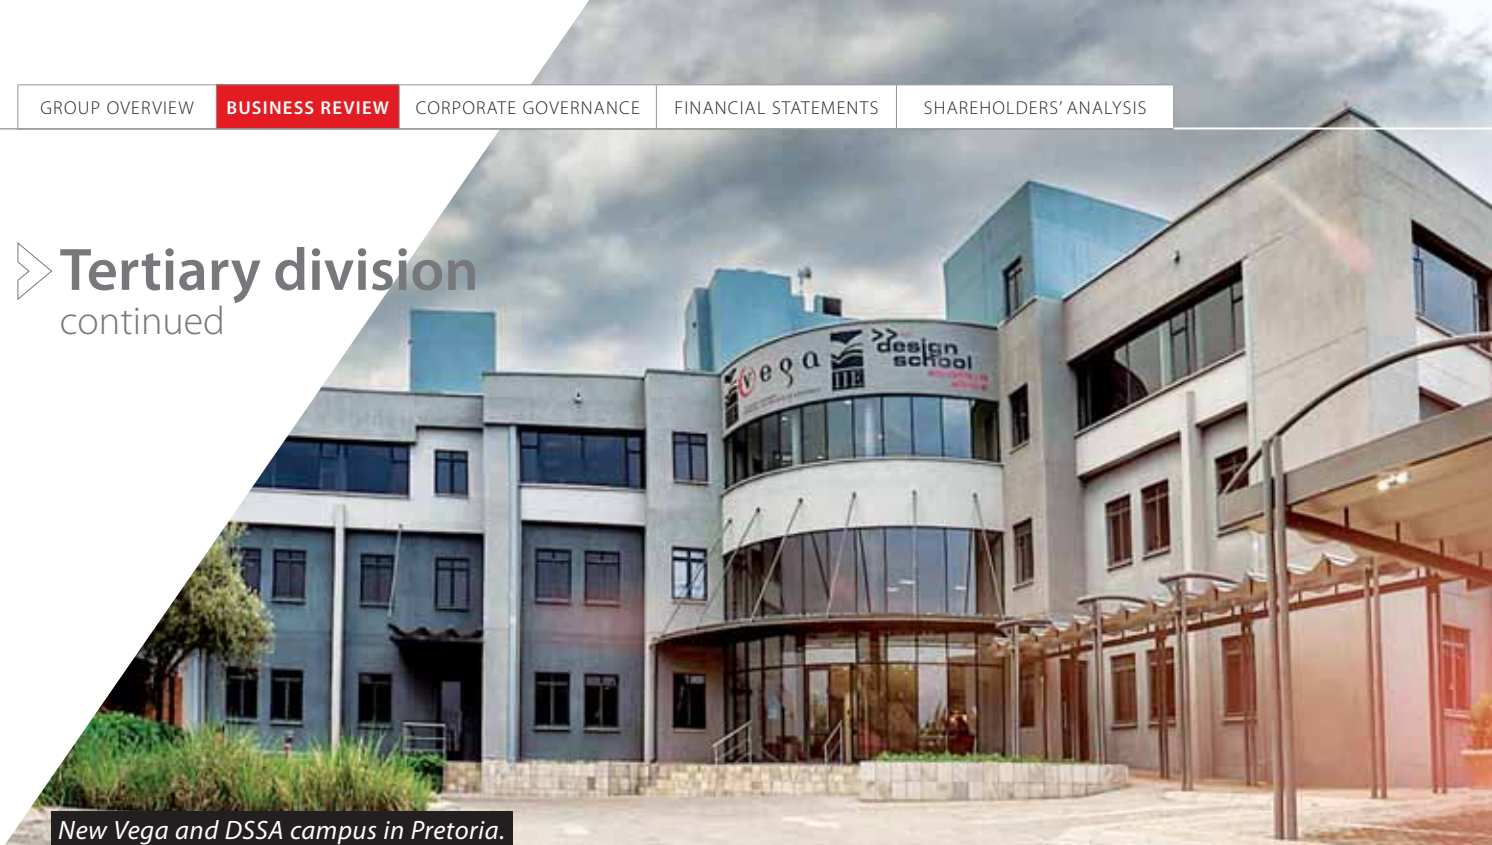 GROUP OVERVIEW
BUSINESS REVIEW
CORPORATE GOVERNANCE
FINANCIAL STATEMENTS
SHAREHOLDERS’ ANALYSIS
Tertiary division
continued
vega
IIE
design
school
New Vega and DSSA campus in Pretoria.